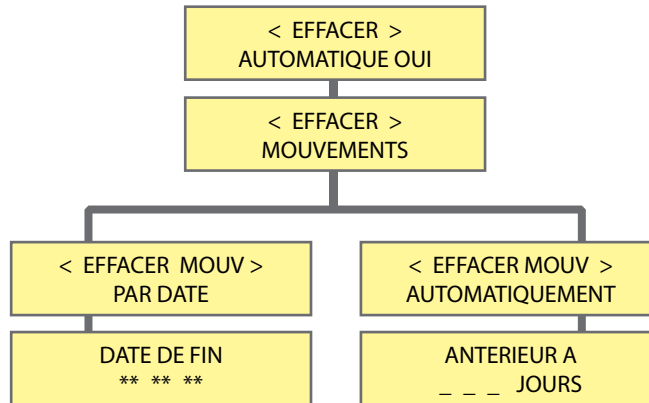 < EFFACER >
AUTOMATIQUE OUI
< EFFACER >
MOUVEMENTS
< EFFACER MOUV >
PAR DATE
< EFFACER MOUV >
AUTOMATIQUEMENT
DATE DE FIN
** ** **
ANTERIEUR A
_ _ _ JOURS